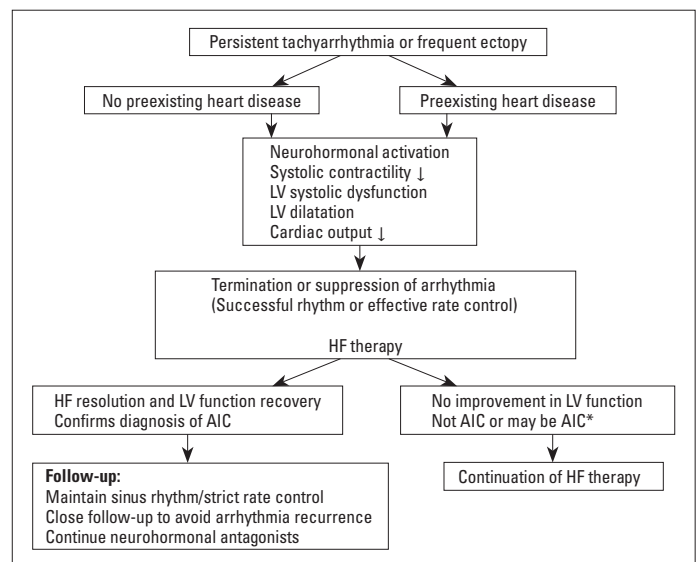 Persistent tachyarrhythmia or frequent ectopy
No preexisting heart disease
Preexisting heart disease
Neurohormonal activation
Systolic contractility ↓
LV systolic dysfunction
LV dilatation
Cardiac output ↓
Termination or suppression of arrhythmia
(Successful rhythm or effective rate control)
HF therapy
HF resolution and LV function recovery
Confirms diagnosis of AIC
No improvement in LV function
Not AIC or may be AIC*
Follow-up:
Maintain sinus rhythm/strict rate control
Close follow-up to avoid arrhythmia recurrence
Continue neurohormonal antagonists
Continuation of HF therapy